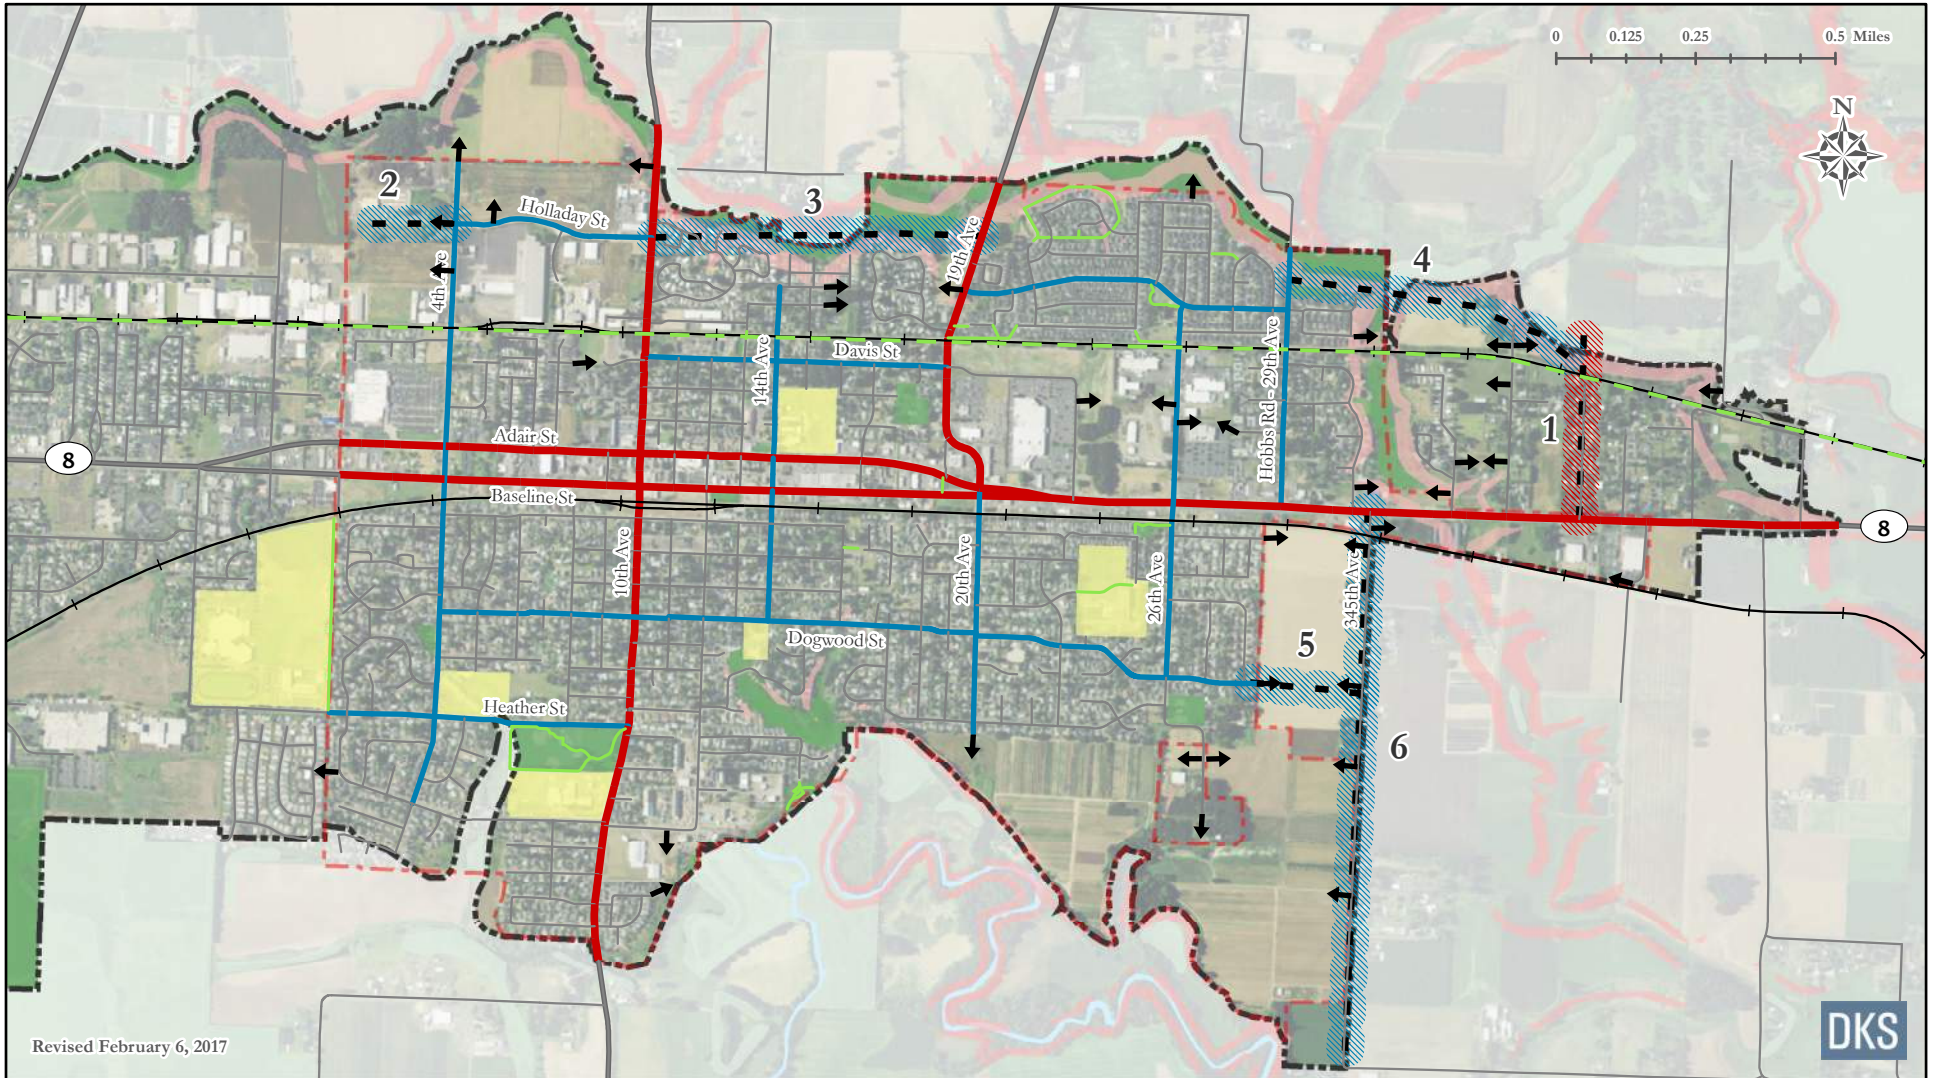 0 0.125 0.25 0.5 Miles
N
2
Holladay St
3
19th Ave
4
4th Ave
14th Ave
Davis St
Hobbs Rd - 29th Ave
1
Adair St
8
Baseline St
8
10th Ave
20th Ave
26th Ave
345th Ave
Dogwood St
5
Heather St
6
Revised February 6, 2017
DKS